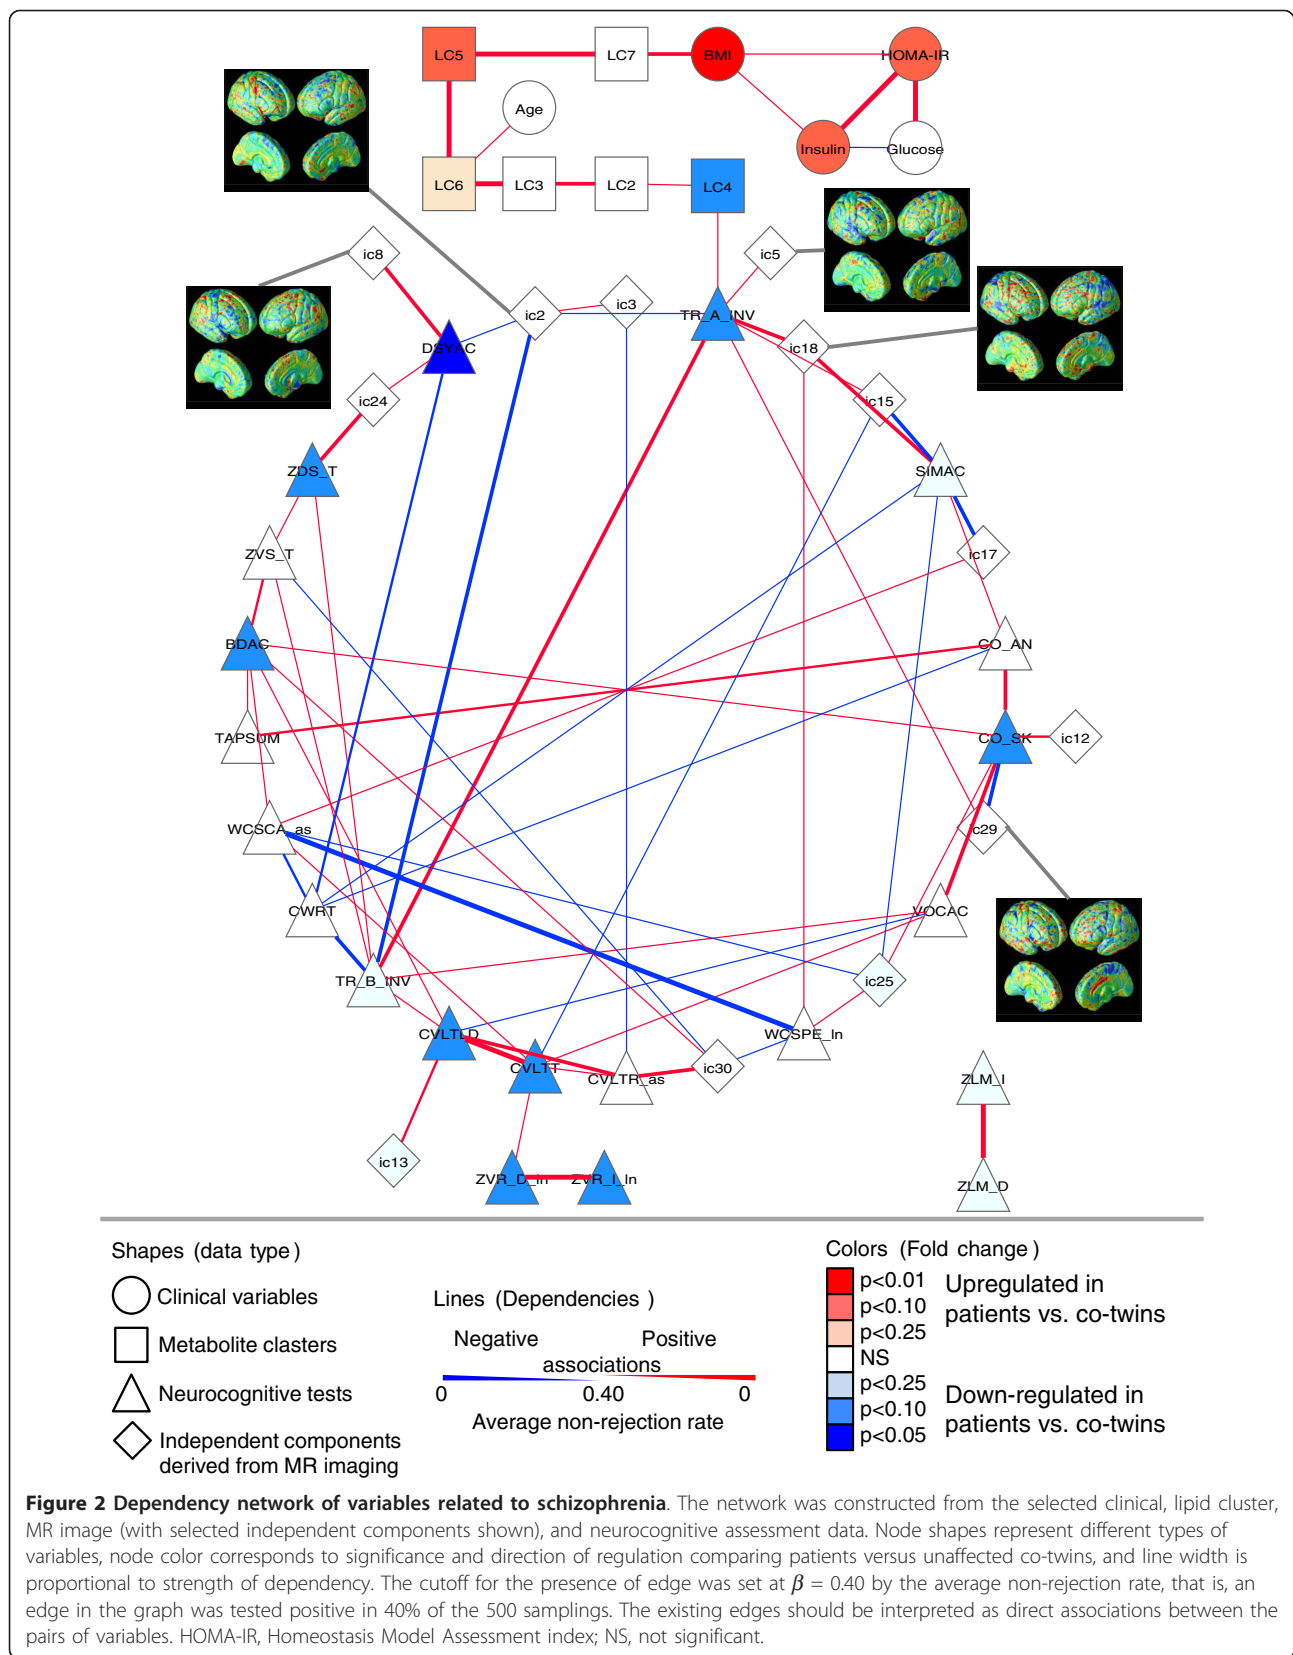 LC5
LC7
BMI
HOMA-IR
Age
Insulin
Glucose
LC6
LC3
LC2
LC4
ic8
ic5
ic2
ic3
TR_A_INV
DSYAC
ic18
ic24
ic15
ZDS_T
SIMAC
ZVS_T
ic17
BDAC
CO_AN
TAPSUM
CO_SK
ic12
WCSCA_as
ic29
CWRT
VOCAC
TR_B_INV
ic25
CVLTLD
WCSPE_ln
CVLTT
CVLTR_as
ic30
ZLM_I
ic13
ZVR_D_ln
ZVR_I_ln
ZLM_D
Shapes (data type)
Clinical variables
Metabolite clasters
Neurocognitive tests
Independent components
derived from MR imaging
Lines (Dependencies )
Negative Positive
associations
0 0.40 0
Average non-rejection rate
Colors (Fold change )
p<0.01
p<0.10
p<0.25
NS
p<0.25
p<0.10
p<0.05
Upregulated in
patients vs. co-twins
Down-regulated in
patients vs. co-twins
Figure 2 Dependency network of variables related to schizophrenia. The network was constructed from the selected clinical, lipid cluster,
MR image (with selected independent components shown), and neurocognitive assessment data. Node shapes represent different types of
variables, node color corresponds to significance and direction of regulation comparing patients versus unaffected co-twins, and line width is
proportional to strength of dependency. The cutoff for the presence of edge was set at β = 0.40 by the average non-rejection rate, that is, an
edge in the graph was tested positive in 40% of the 500 samplings. The existing edges should be interpreted as direct associations between the
pairs of variables. HOMA-IR, Homeostasis Model Assessment index; NS, not significant.